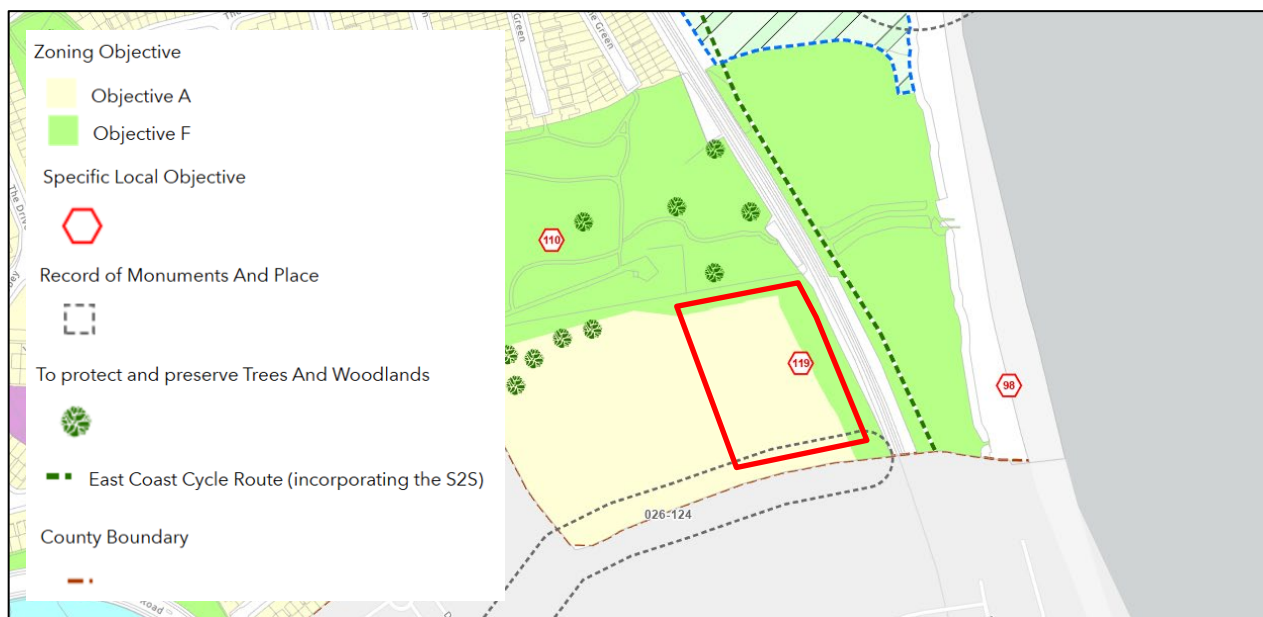 The Green
The Green
Zoning Objective
Objective A
Objective F
Specific Local Objective
Record of Monuments And Place
To protect and preserve Trees And Woodlands
East Coast Cycle Route (incorporating the S2S)
County Boundary
The Drive
110
119
98
026-124
Road